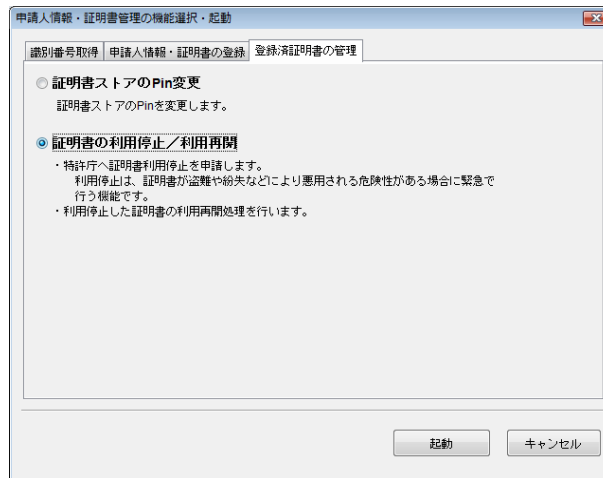 申請人情報・証明書管理の機能選択・起動
識別番号取得 申請人情報・証明書の登録 登録済証明書の管理
証明書ストアのPin変更
証明書ストアのPinを変更します。
証明書の利用停止／利用再開
・特許庁へ証明書利用停止を申請します。
利用停止は、証明書が盗難や紛失などにより悪用される危険性がある場合に緊急で
行う機能です。
・利用停止した証明書の利用再開処理を行います。
起動 キャンセル